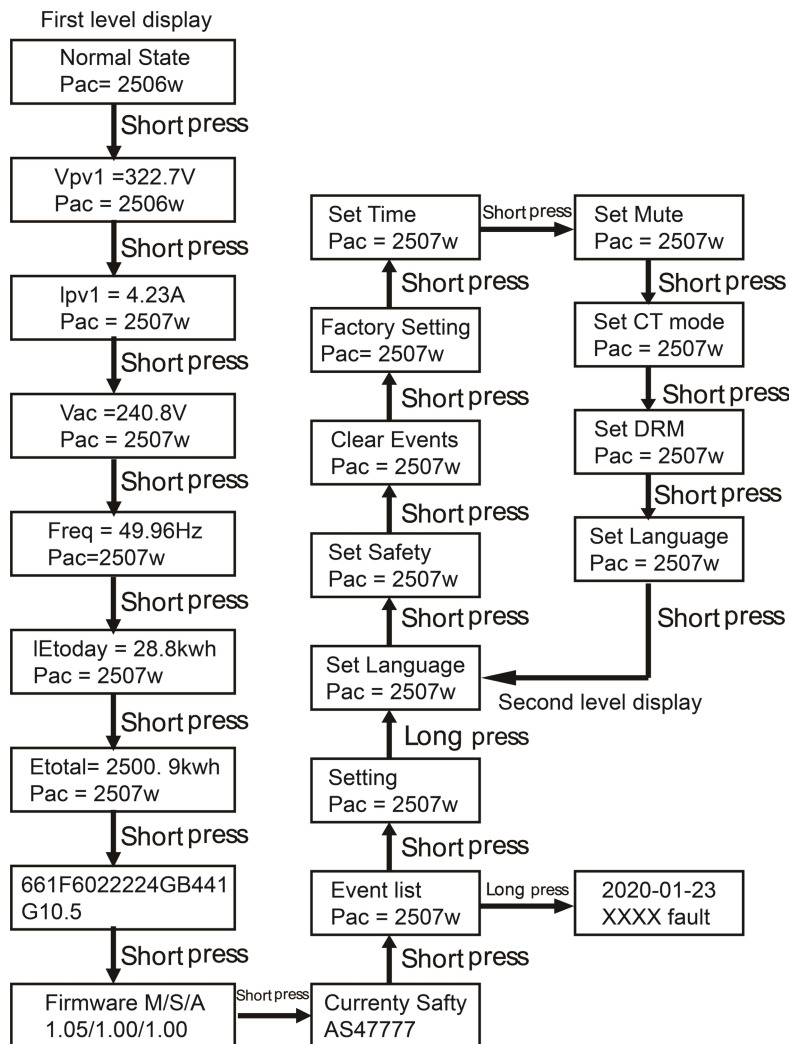 First level display
Normal State
Pac= 2506w
Short press
Vpv1 =322.7V
Pac = 2506w
Short press
Ipv1 = 4.23A
Pac = 2507w
Short press
Vac =240.8V
Pac = 2507w
Short press
Freq = 49.96Hz
Pac=2507w
Short press
IEtoday = 28.8kwh
Pac = 2507w
Short press
Etotal= 2500. 9kwh
Pac = 2507w
Short press
661F6022224GB441
G10.5
Short press
Firmware M/S/A
1.05/1.00/1.00
Short press
Currenty Safty
AS47777
Short press
Event list
Pac = 2507w
Long press
2020-01-23
XXXX fault
Short press
Setting
Pac = 2507w
Long press
Set Language
Pac = 2507w
Short press
Set Safety
Pac = 2507w
Short press
Clear Events
Pac = 2507w
Short press
Factory Setting
Pac= 2507w
Short press
Set Time
Pac = 2507w
Short press
Set Mute
Pac = 2507w
Short press
Set CT mode
Pac = 2507w
Short press
Set DRM
Pac = 2507w
Short press
Set Language
Pac = 2507w
Short press
Second level display